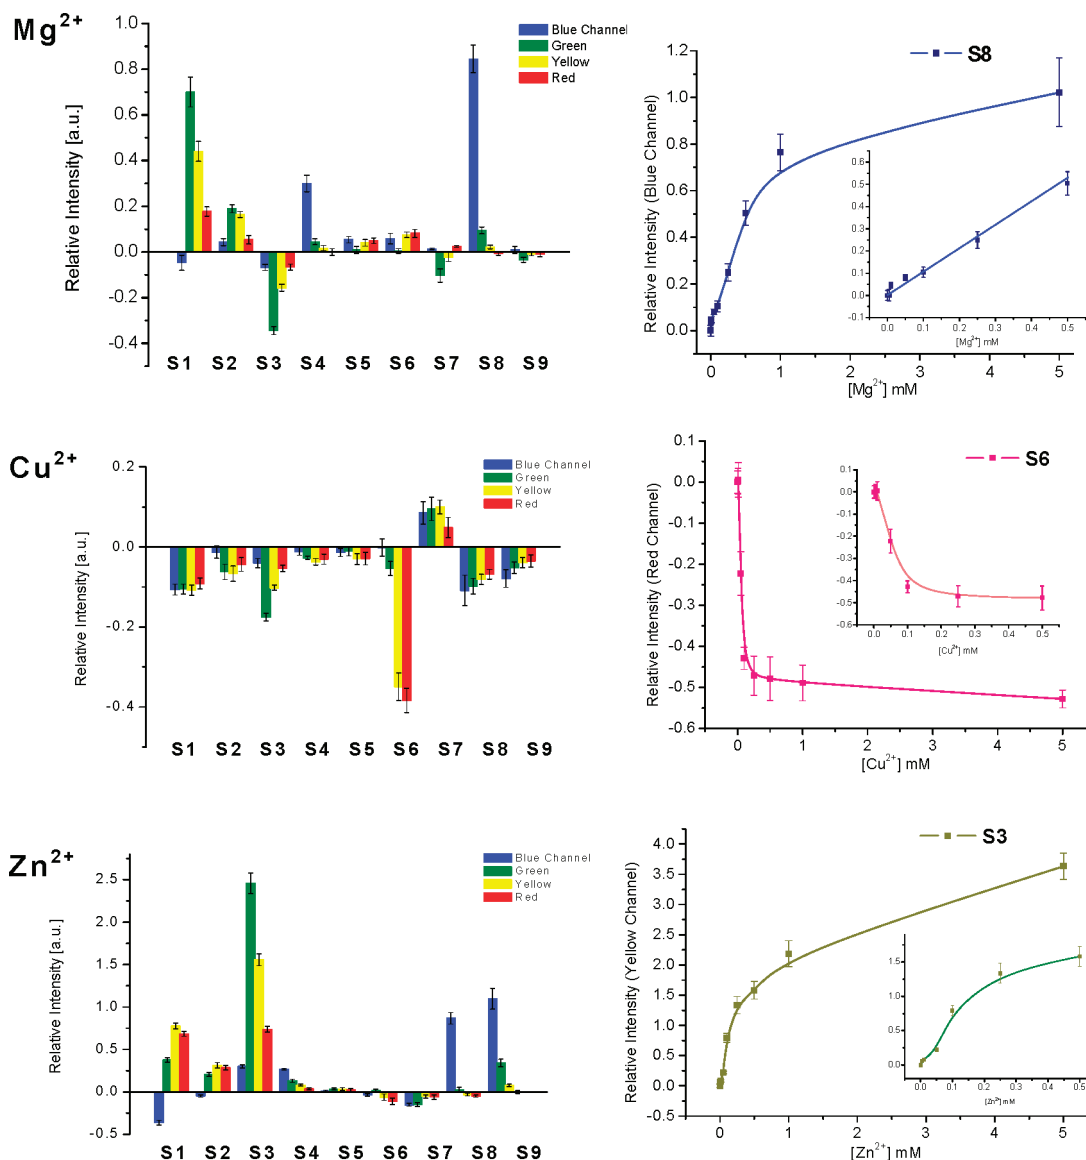 Mg2+
Relative Intensity [a.u.]
1.0
0.8
0.6
0.4
0.2
0.0
-0.2
-0.4
Blue Channel
Green
Yellow
Red
S1 S2 S3 S4 S5 S6 S7 S8 S9
Relative Intensity (Blue Channel)
1.2
1.0
0.8
0.6
0.4
0.2
0.0
S8
0.5
0.4
0.3
0.2
0.1
0.0
-0.1
0.0 0.1 0.2 0.3 0.4 0.5
[Mg2+] mM
0 1 2 3 4 5
[Mg2+] mM
Cu2+
Relative Intensity [a.u.]
0.2
0.0
-0.2
-0.4
Blue Channel
Green
Yellow
Red
S1 S2 S3 S4 S5 S6 S7 S8 S9
Relative Intensity (Red Channel)
0.1
0.0
-0.1
-0.2
-0.3
-0.4
-0.5
-0.6
S6
0.1
0.0
-0.1
-0.2
-0.3
-0.4
-0.5
-0.6
0.0 0.1 0.2 0.3 0.4 0.5
[Cu2+] mM
0 1 2 3 4 5
[Cu2+] mM
Zn2+
Relative Intensity [a.u.]
2.5
2.0
1.5
1.0
0.5
0.0
-0.5
Blue Channel
Green
Yellow
Red
S1 S2 S3 S4 S5 S6 S7 S8 S9
Relative Intensity (Yellow Channel)
4.0
3.5
3.0
2.5
2.0
1.5
1.0
0.5
0.0
-0.5
S3
1.5
1.0
0.5
0.0
0.0 0.1 0.2 0.3 0.4 0.5
[Zn2+] mM
0 1 2 3 4 5
[Zn2+] mM